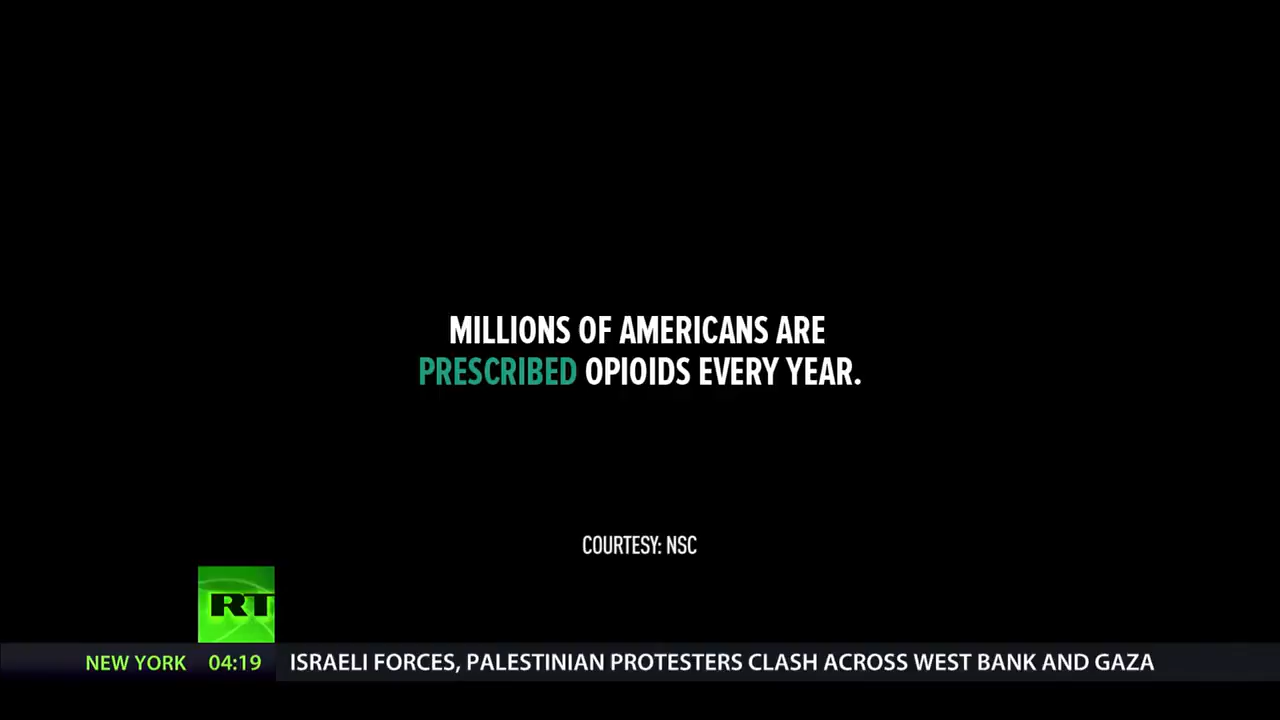 MILLIONS OF AMERICANS ARE
PRESCRIBED OPIOIDS EVERY YEAR.
COURTESY: NSC
RT
NEW YORK 04:19 ISRAELI FORCES, PALESTINIAN PROTESTERS CLASH ACROSS WEST BANK AND GAZA